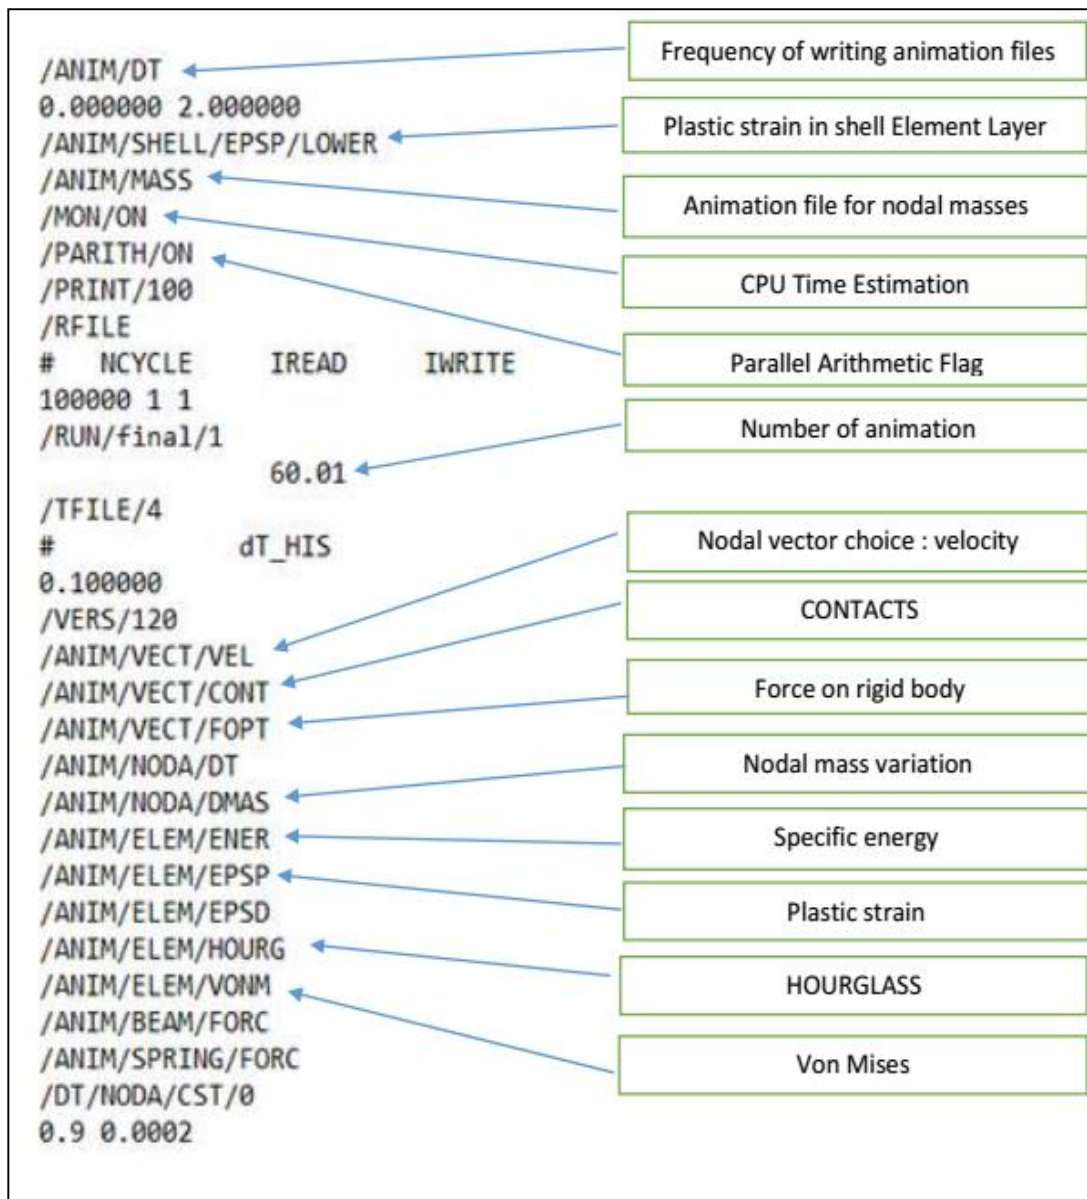 /ANIM/DT
0.000000 2.000000
/ANIM/SHELL/EPSP/LOWER
/ANIM/MASS
/MON/ON
/PARITH/ON
/PRINT/100
/RFILE
# NCYCLE IREAD IWRITE
100000 1 1
/RUN/final/1
60.01
/TFILE/4
# dT_HIS
0.100000
/VERS/120
/ANIM/VECT/VEL
/ANIM/VECT/CONT
/ANIM/VECT/FOPT
/ANIM/NODA/DT
/ANIM/NODA/DMAS
/ANIM/ELEM/ENER
/ANIM/ELEM/EPSP
/ANIM/ELEM/EPSD
/ANIM/ELEM/HOURG
/ANIM/ELEM/VONM
/ANIM/BEAM/FORC
/ANIM/SPRING/FORC
/DT/NODA/CST/0
0.9 0.0002
Frequency of writing animation files
Plastic strain in shell Element Layer
Animation file for nodal masses
CPU Time Estimation
Parallel Arithmetic Flag
Number of animation
Nodal vector choice : velocity
CONTACTS
Force on rigid body
Nodal mass variation
Specific energy
Plastic strain
HOURGLASS
Von Mises